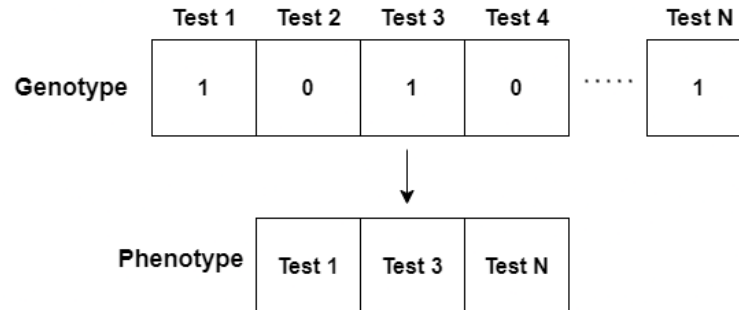 Test 1 Test 2 Test 3 Test 4 Test N
Genotype 1 0 1 0 ..... 1
Phenotype Test 1 Test 3 Test N